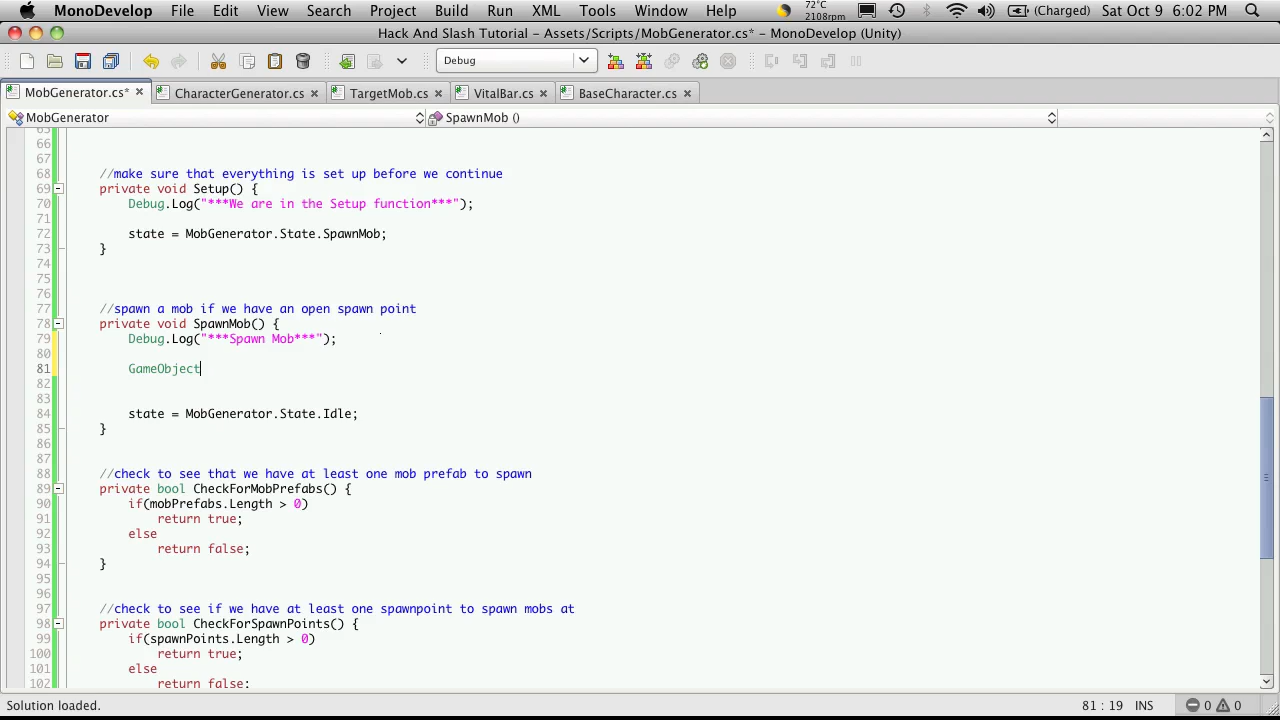 MonoDevelop File Edit View Search Project Build Run XML Tools Window Help 72°C 2108rpm (Charged) Sat Oct 9 6:02 PM
Hack And Slash Tutorial - Assets/Scripts/MobGenerator.cs* - MonoDevelop (Unity)
Debug
MobGenerator.cs* CharacterGenerator.cs TargetMob.cs VitalBar.cs BaseCharacter.cs
MobGenerator SpawnMob ()
65
66
67
68 //make sure that everything is set up before we continue
69 private void Setup() {
70 Debug.Log("***We are in the Setup function***");
71
72 state = MobGenerator.State.SpawnMob;
73 }
74
75
76
77 //spawn a mob if we have an open spawn point
78 private void SpawnMob() {
79 Debug.Log("***Spawn Mob***");
80
81 GameObject
82
83
84 state = MobGenerator.State.Idle;
85 }
86
87
88 //check to see that we have at least one mob prefab to spawn
89 private bool CheckForMobPrefabs() {
90 if(mobPrefabs.Length > 0)
91 return true;
92 else
93 return false;
94 }
95
96
97 //check to see if we have at least one spawnpoint to spawn mobs at
98 private bool CheckForSpawnPoints() {
99 if(spawnPoints.Length > 0)
100 return true;
101 else
102 return false;
Solution loaded. 81 : 19 INS 0 0